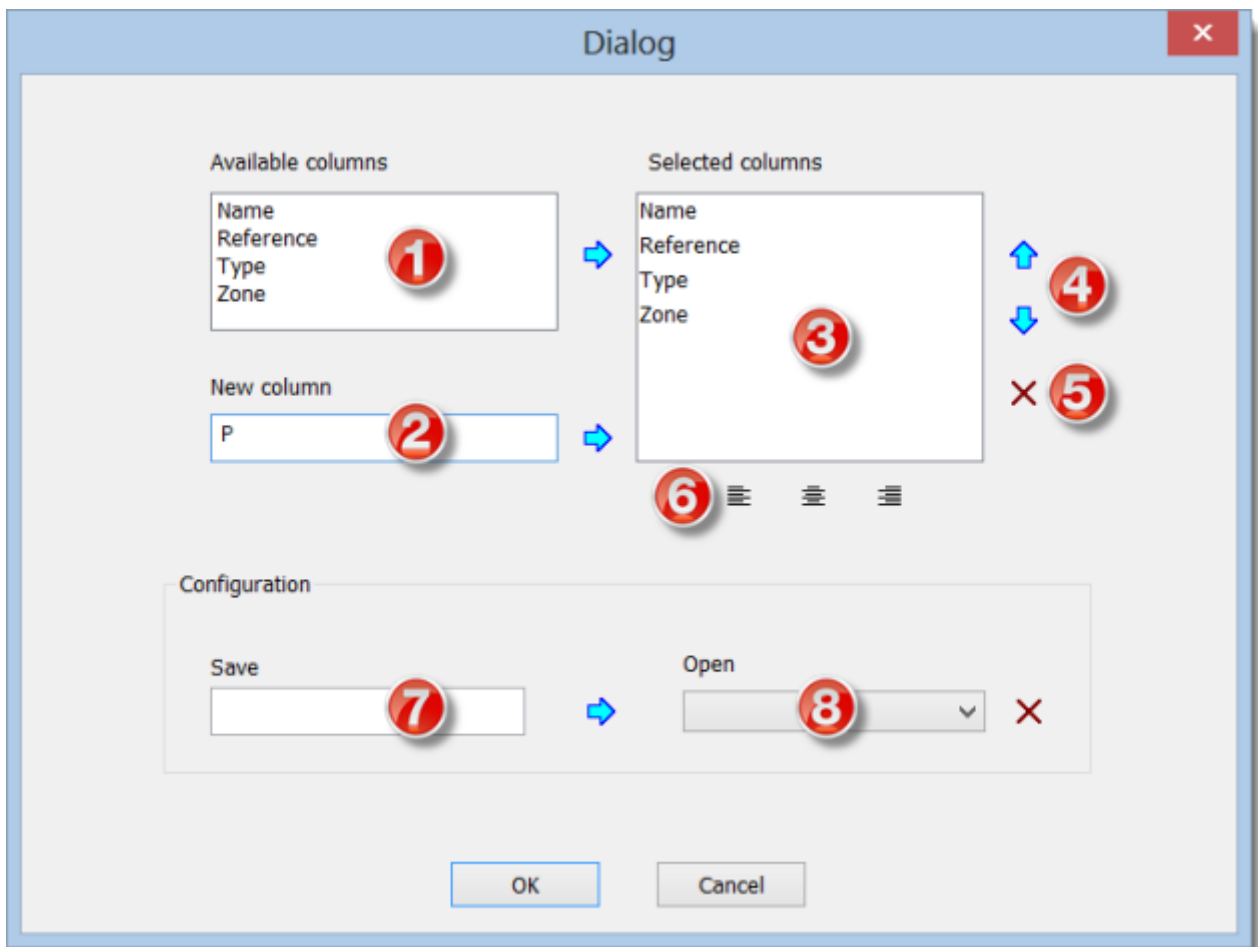 Dialog
Available columns
Selected columns
Name
Reference
Type
Zone
1
Name
Reference
Type
Zone
3
4
New column
P
2
5
6
Configuration
Save
7
Open
8
OK
Cancel